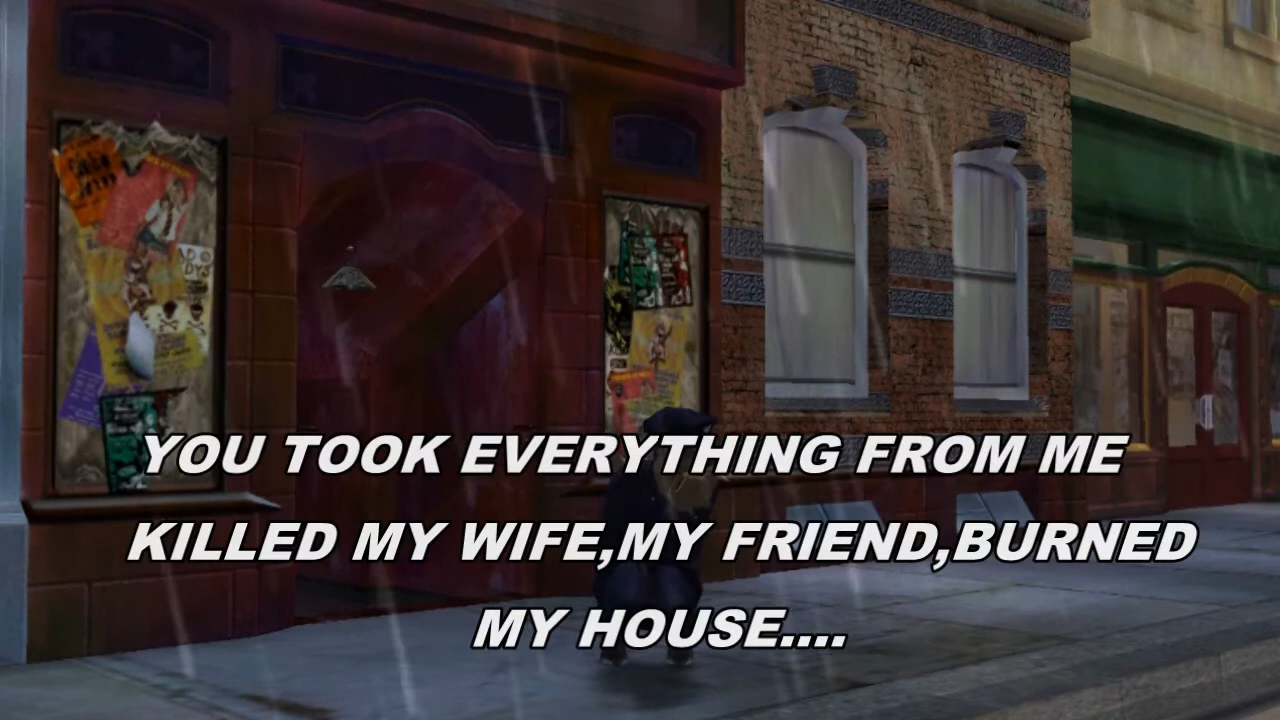 YOU TOOK EVERYTHING FROM ME
KILLED MY WIFE,MY FRIEND,BURNED
MY HOUSE....